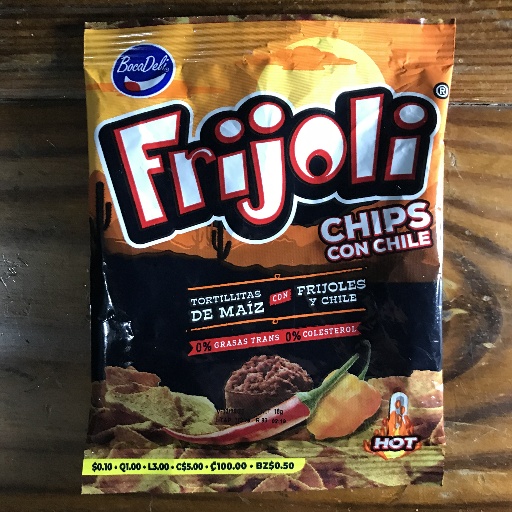 BocaDeli
Frijoli®
CHIPS
CON CHILE
TORTILLITAS CON FRIJOLES
DE MAÍZ Y CHILE
0% GRASAS TRANS 0% COLESTEROL
18g
HOT
$0.10 • Q1.00 • L3.00 • C$5.00 • ₡100.00 • BZ$0.50